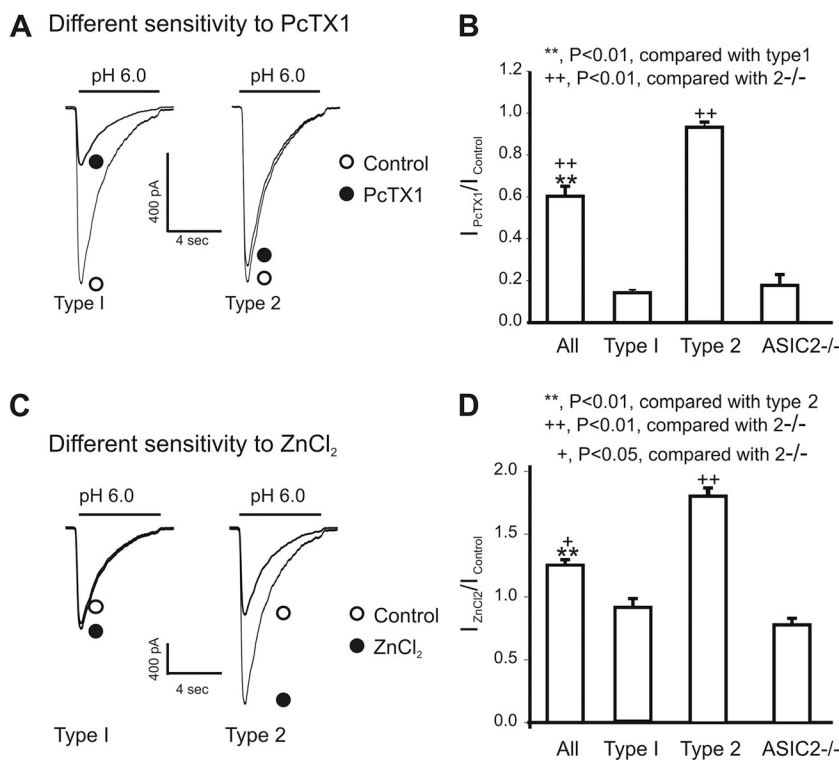 A Different sensitivity to PcTX1
pH 6.0 pH 6.0
Control
PcTX1
400 pA
4 sec
Type I Type 2
B
**, P<0.01, compared with type1
++, P<0.01, compared with 2-/-
I PcTX1/I Control
1.2
1.0
0.8
0.6
0.4
0.2
0.0
++
**
++
All Type I Type 2 ASIC2-/-
C
Different sensitivity to ZnCl2
pH 6.0 pH 6.0
Control
ZnCl2
400 pA
4 sec
Type I Type 2
D
**, P<0.01, compared with type 2
++, P<0.01, compared with 2-/-
+, P<0.05, compared with 2-/-
I ZnCl2/I Control
2.0
1.5
1.0
0.5
0.0
+
**
++
All Type I Type 2 ASIC2-/-